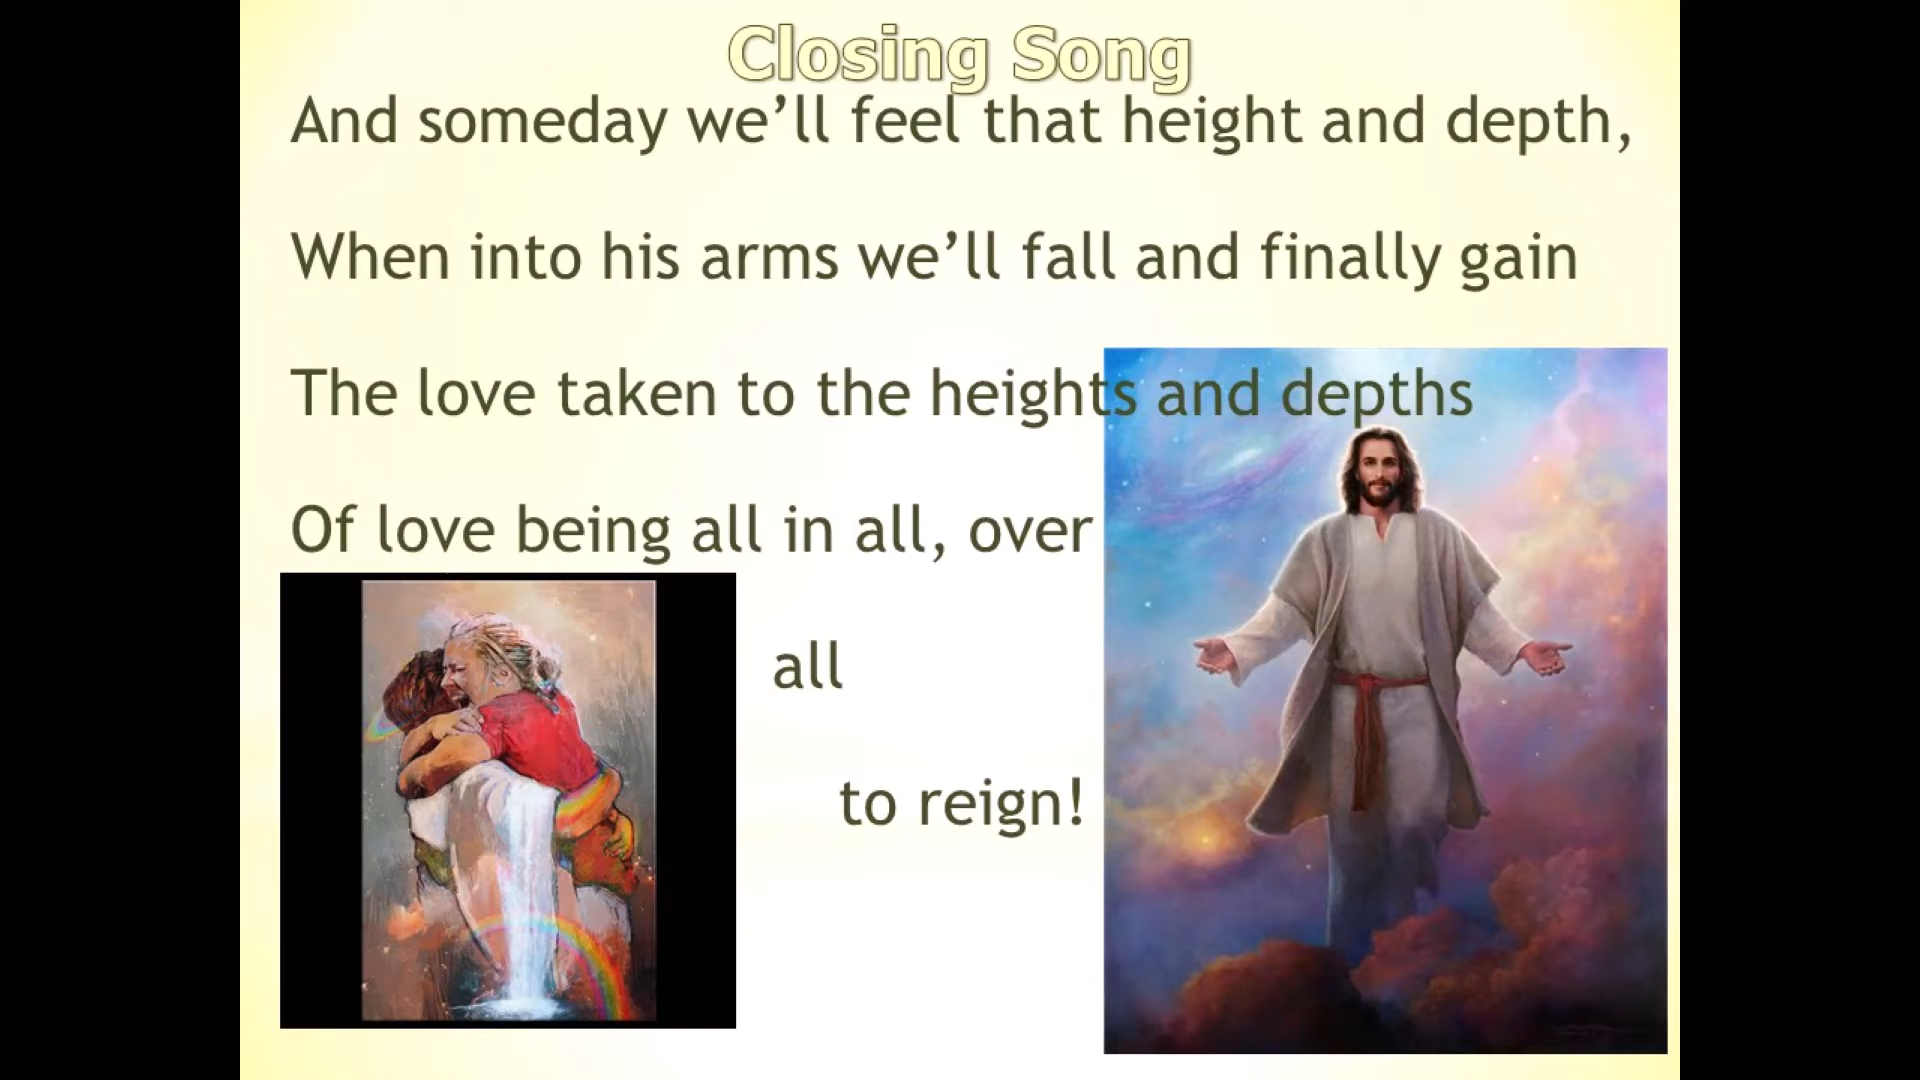 Closing Song
And someday we’ll feel that height and depth,
When into his arms we’ll fall and finally gain
The love taken to the heights and depths
Of love being all in all, over
all
to reign!